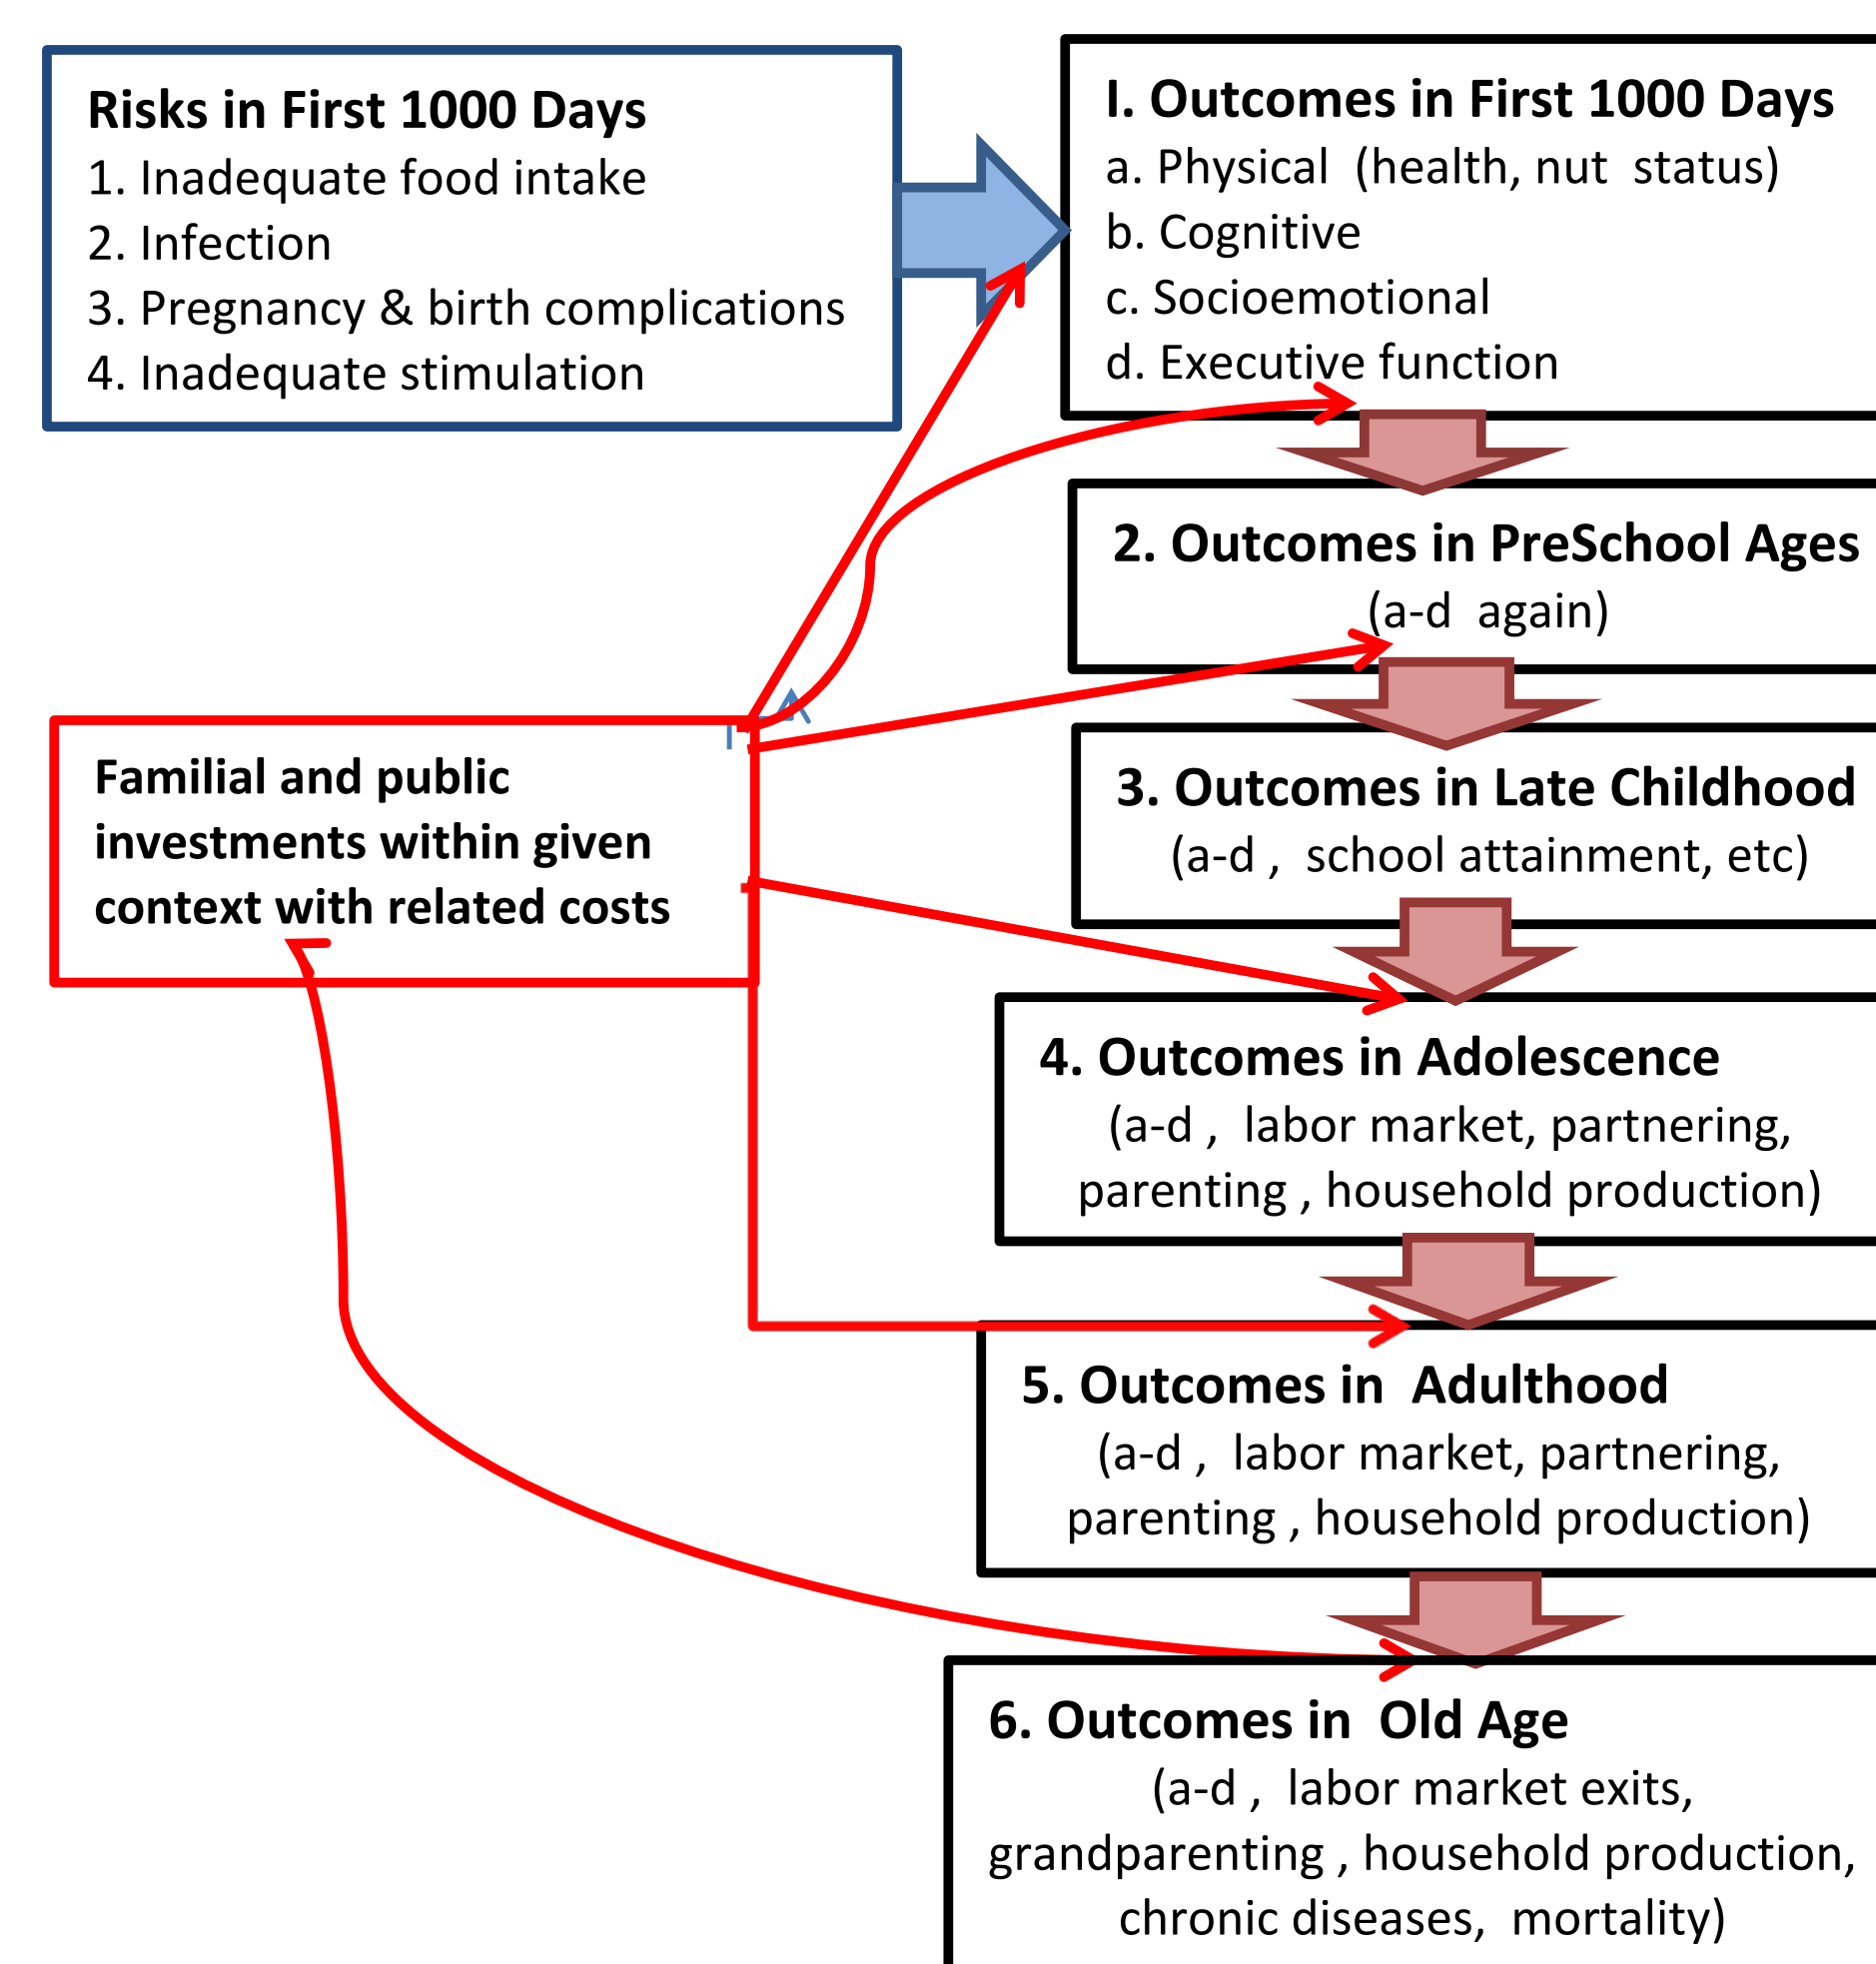 Risks in First 1000 Days
1. Inadequate food intake
2. Infection
3. Pregnancy & birth complications
4. Inadequate stimulation
I. Outcomes in First 1000 Days
a. Physical (health, nut status)
b. Cognitive
c. Socioemotional
d. Executive function
2. Outcomes in PreSchool Ages
(a-d again)
Familial and public
investments within given
context with related costs
3. Outcomes in Late Childhood
(a-d , school attainment, etc)
4. Outcomes in Adolescence
(a-d , labor market, partnering,
parenting , household production)
5. Outcomes in Adulthood
(a-d , labor market, partnering,
parenting , household production)
6. Outcomes in Old Age
(a-d , labor market exits,
grandparenting , household production,
chronic diseases, mortality)